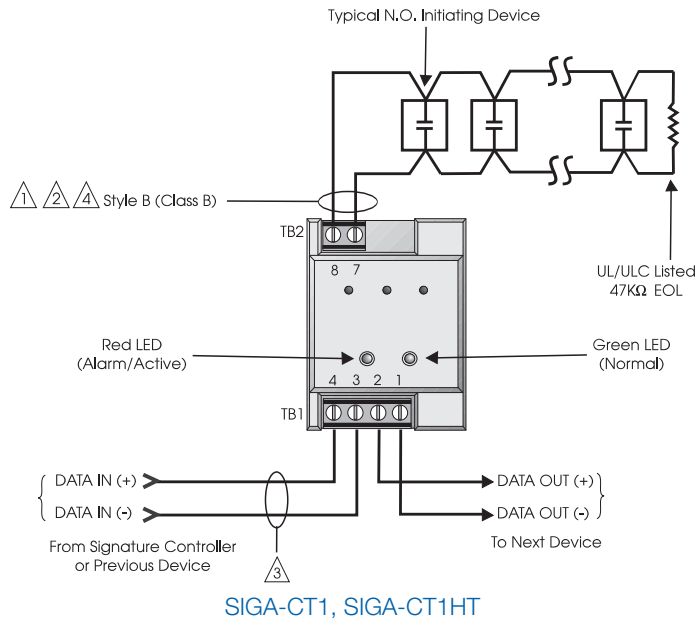 Typical N.O. Initiating Device
1 2 4 Style B (Class B)
TB2
8 7
UL/ULC Listed
47KΩ EOL
Red LED
(Alarm/Active)
Green LED
(Normal)
4 3 2 1
TB1
DATA IN (+)
DATA IN (-)
From Signature Controller
or Previous Device
3
DATA OUT (+)
DATA OUT (-)
To Next Device
SIGA-CT1, SIGA-CT1HT